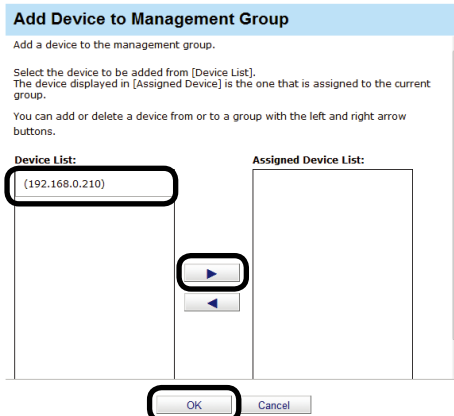 Add Device to Management Group
Add a device to the management group.
Select the device to be added from [Device List].
The device displayed in [Assigned Device] is the one that is assigned to the current
group.
You can add or delete a device from or to a group with the left and right arrow
buttons.
Device List:
Assigned Device List:
(192.168.0.210)
OK
Cancel